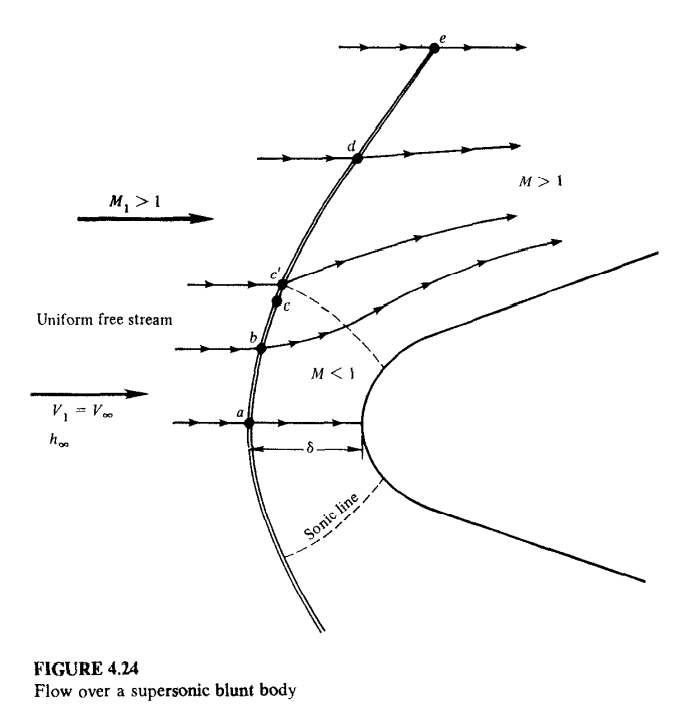 e
d
M > 1
M₁ > 1
c'
c
Uniform free stream
b
M < 1
V₁ = V∞
a
h∞
δ
Sonic line
FIGURE 4.24
Flow over a supersonic blunt body